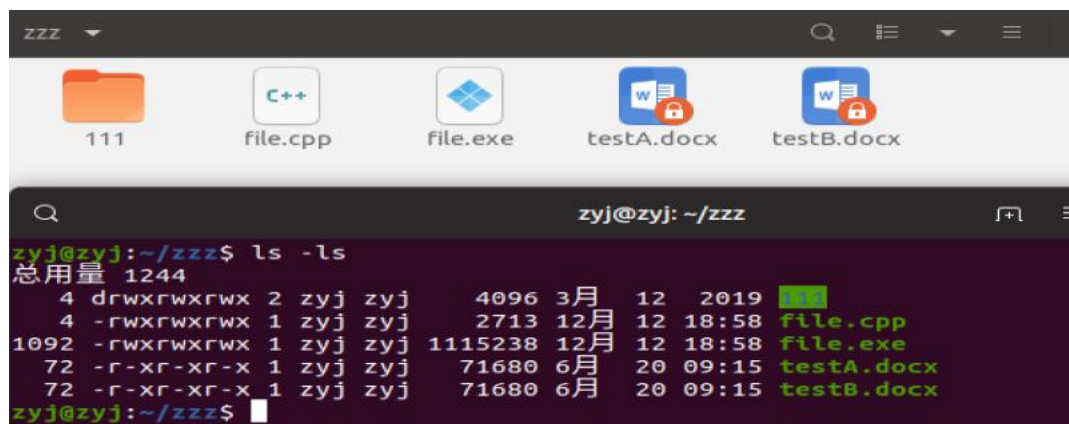 zzz
C++
W
W
111 file.cpp file.exe testA.docx testB.docx
zyj@zyj: ~/zzz
zyj@zyj:~/zzz$ ls -ls
总用量 1244
4 drwxrwxrwx 2 zyj zyj 4096 3月 12 2019 111
4 -rwxrwxrwx 1 zyj zyj 2713 12月 12 18:58 file.cpp
1092 -rwxrwxrwx 1 zyj zyj 1115238 12月 12 18:58 file.exe
72 -r-xr-xr-x 1 zyj zyj 71680 6月 20 09:15 testA.docx
72 -r-xr-xr-x 1 zyj zyj 71680 6月 20 09:15 testB.docx
zyj@zyj:~/zzz$